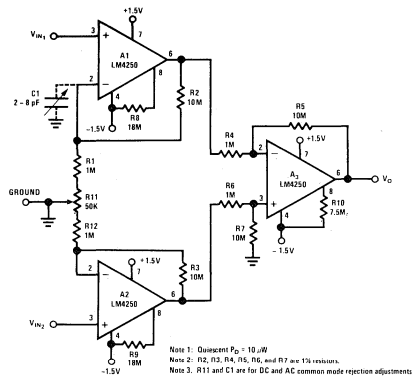 +1.5V
VIN1
3
7
A1
LM4250
6
2
8
4
C1
2 – 8 pF
R8
18M
–1.5V
R2
10M
R1
1M
GROUND
R11
50K
R12
1M
R4
1M
R5
10M
+1.5V
2
7
A3
LM4250
6
VO
3
8
4
R6
1M
R7
10M
R10
7.5M
– 1.5V
+1.5V
R3
10M
2
7
A2
LM4250
6
VIN2
3
8
4
R9
18M
–1.5V
Note 1: Quiescent PD = 10 μW
Note 2: R2, R3, R4, R5, R6, and R7 are 1% resistors.
Note 3. R11 and C1 are for DC and AC common mode rejection adjustments